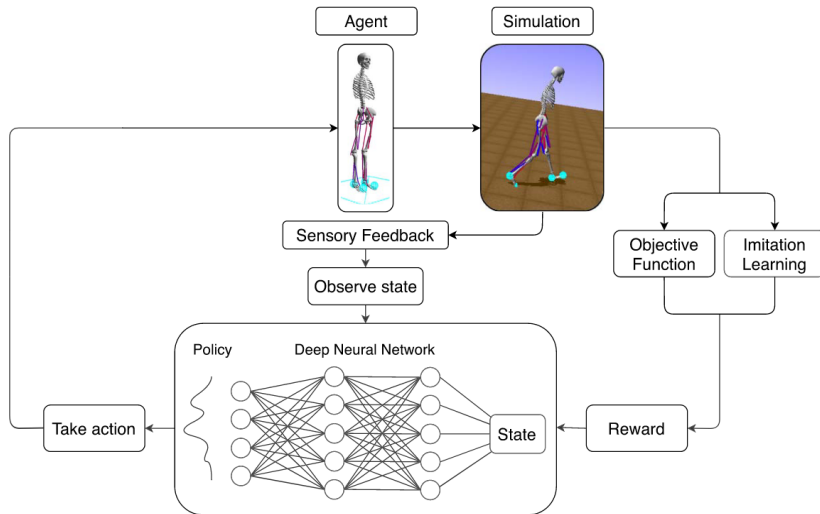 Agent
Simulation
Sensory Feedback
Objective
Function
Imitation
Learning
Observe state
Policy
Deep Neural Network
Take action
State
Reward